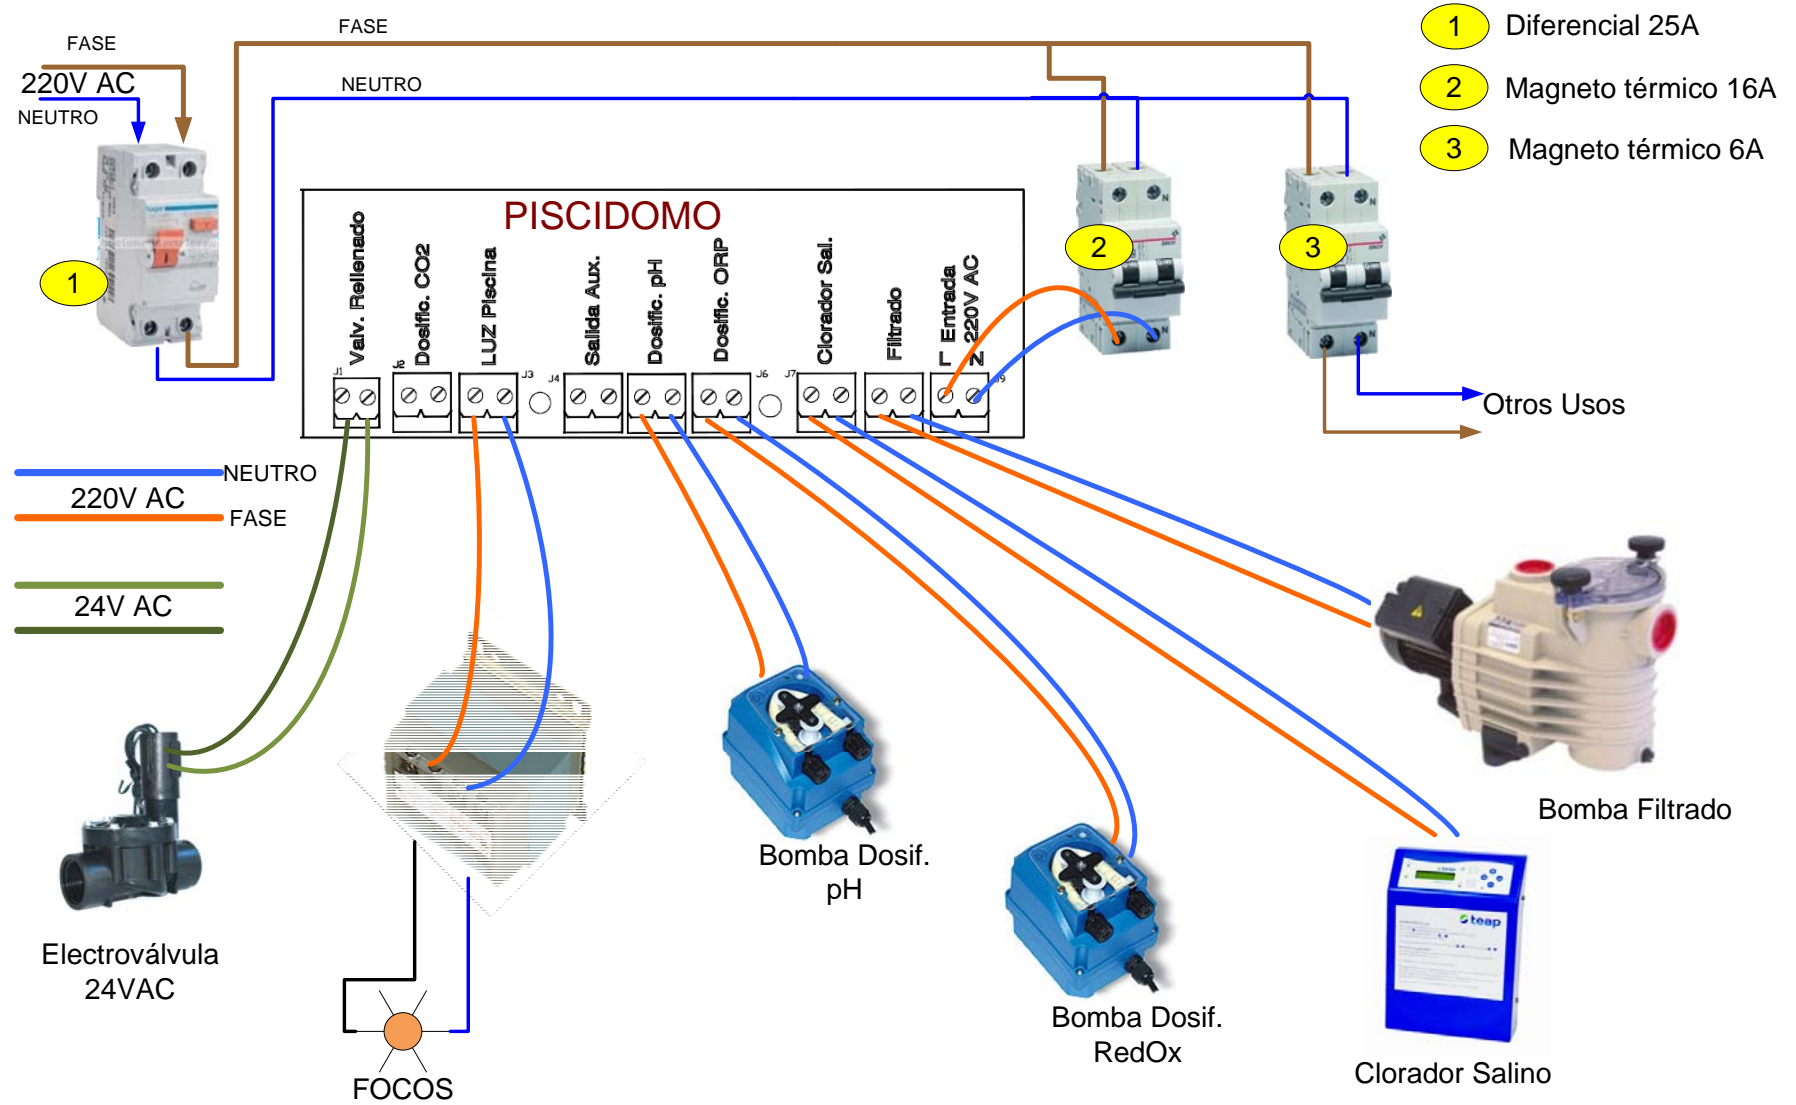 FASE
220V AC
NEUTRO
FASE
NEUTRO
1 Diferencial 25A
2 Magneto térmico 16A
3 Magneto térmico 6A
PISCIDOMO
1
2
3
Valv. Rellenado
Dosific. CO2
LUZ Piscina
Salida Aux.
Dosific. pH
Dosific. ORP
Clorador Sal.
Filtrado
L Entrada
N 220V AC
J1
J3
J4
J6
J7
J9
N
N
N
N
Otros Usos
NEUTRO
220V AC
FASE
24V AC
Electroválvula
24VAC
FOCOS
Bomba Dosif.
pH
Bomba Dosif.
RedOx
Bomba Filtrado
teap
Clorador Salino